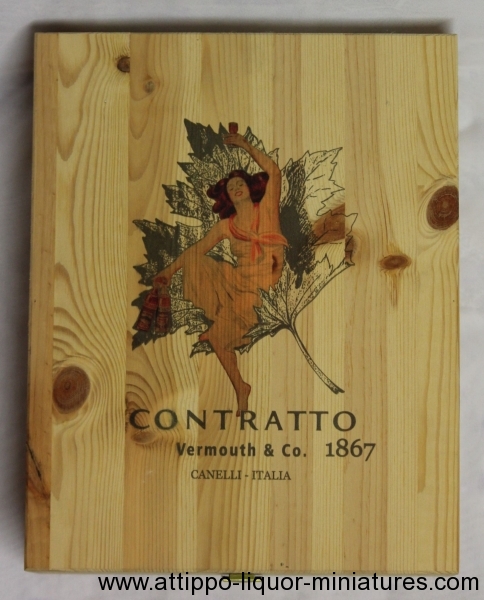 CONTRATTO
Vermouth & Co. 1867
CANELLI - ITALIA
www.attippo-liquor-miniatures.com